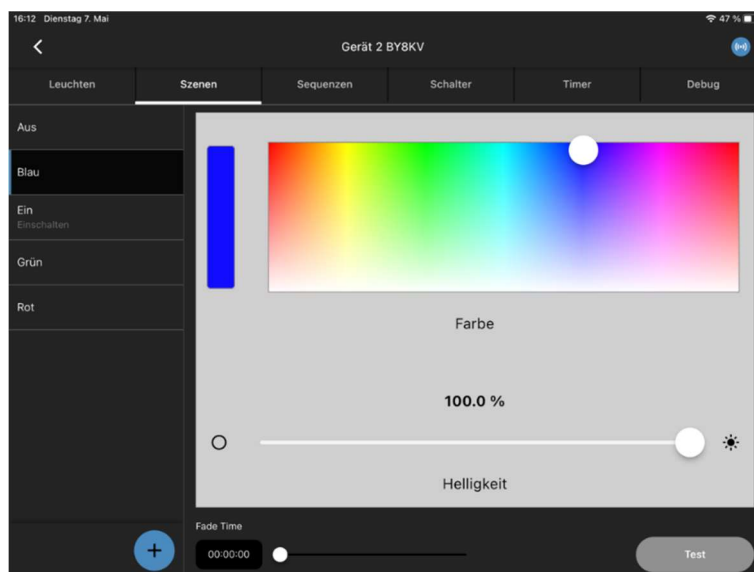 16:12 Dienstag 7. Mai 47 %
Gerät 2 BY8KV
Leuchten Szenen Sequenzen Schalter Timer Debug
Aus
Blau
Ein
Einschalten
Grün
Rot
Farbe
100.0 %
Helligkeit
Fade Time
00:00:00
Test